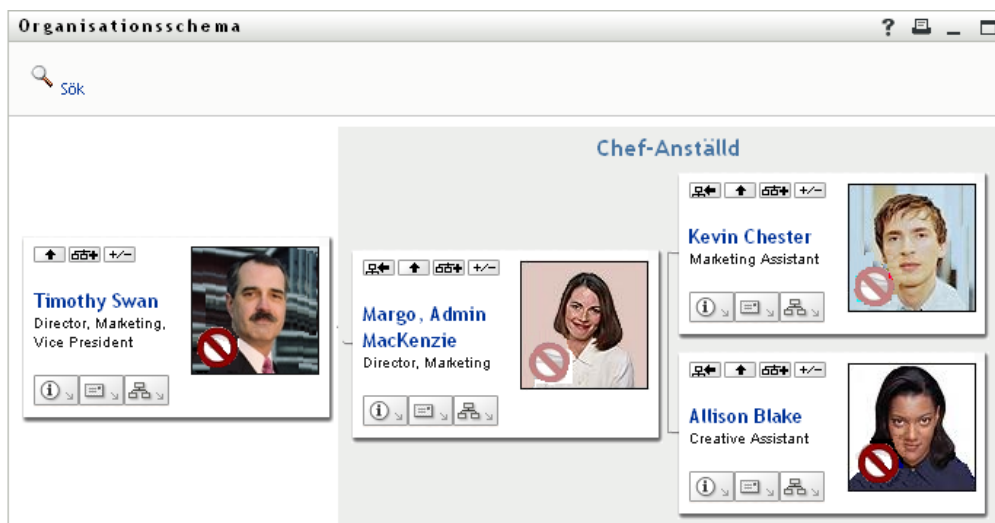 Organisationsschema
?
Sök
Chef-Anställd
+/-
Timothy Swan
Director, Marketing,
Vice President
+/-
Margo, Admin
MacKenzie
Director, Marketing
+/-
Kevin Chester
Marketing Assistant
+/-
Allison Blake
Creative Assistant